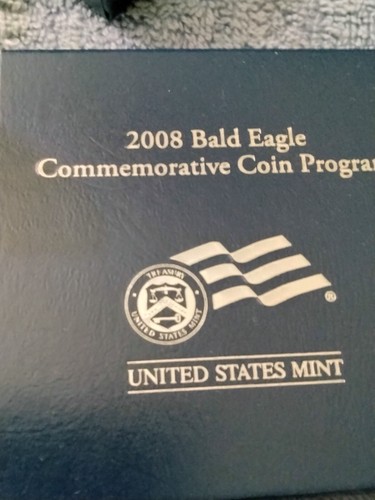 2008 Bald Eagle
Commemorative Coin Progra
TREASURY
UNITED STATES MINT
®
UNITED STATES MINT